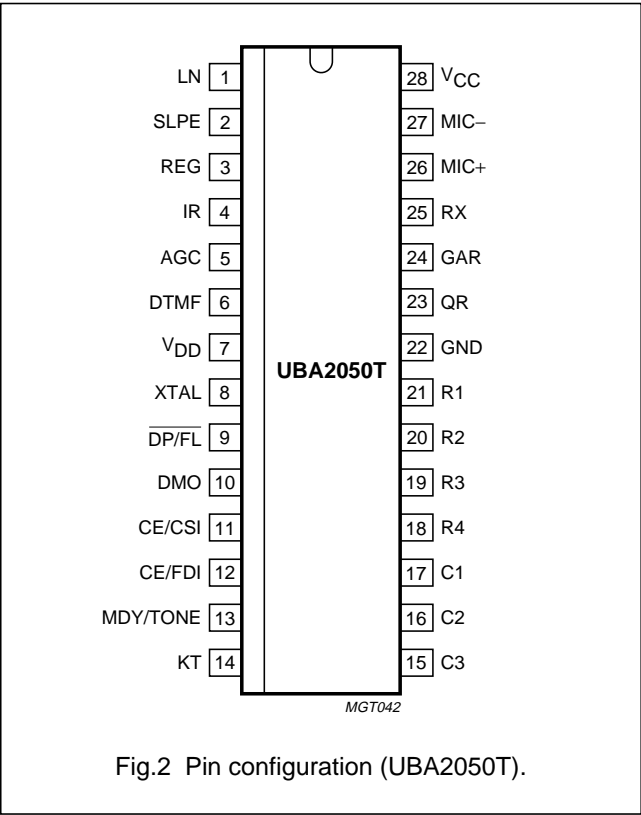 LN 1 28 VCC
SLPE 2 27 MIC−
REG 3 26 MIC+
IR 4 25 RX
AGC 5 24 GAR
DTMF 6 23 QR
VDD 7 22 GND
UBA2050T
XTAL 8 21 R1
DP/FL 9 20 R2
DMO 10 19 R3
CE/CSI 11 18 R4
CE/FDI 12 17 C1
MDY/TONE 13 16 C2
KT 14 15 C3
MGT042
Fig.2 Pin configuration (UBA2050T).